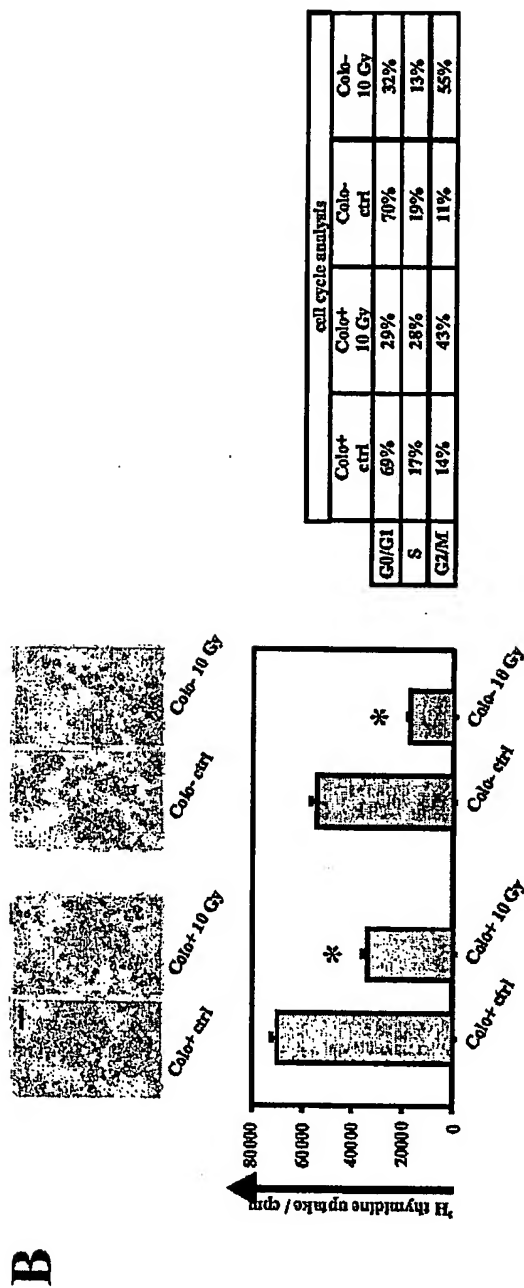 B
Colo+ ctrl
Colo+ 10 Gy
Colo- ctrl
Colo- 10 Gy
³H thymidine uptake / cpm
80000
60000
40000
20000
0
*
*
Colo+ ctrl
Colo+ 10 Gy
Colo- ctrl
Colo- 10 Gy
cell cycle analysis
Colo+ ctrl Colo+ 10 Gy Colo- ctrl Colo- 10 Gy
G0/G1 69% 29% 70% 32%
S 17% 28% 19% 13%
G2/M 14% 43% 11% 55%